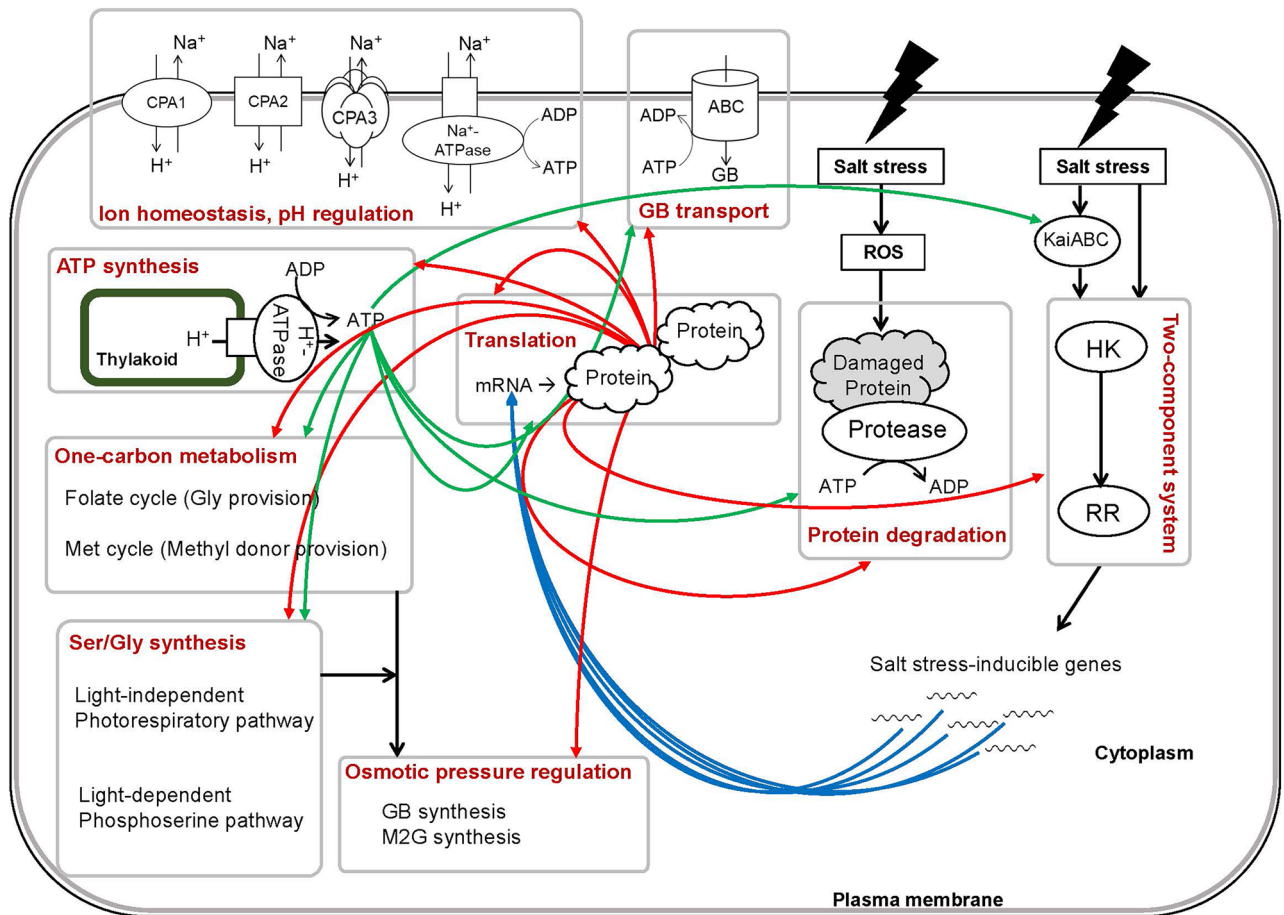 Na⁺
Na⁺
Na⁺
Na⁺
CPA1
CPA2
CPA3
Na⁺-
ATPase
ADP
ATP
H⁺
H⁺
H⁺
H⁺
Ion homeostasis, pH regulation
ADP
ABC
ATP
GB
GB transport
Salt stress
Salt stress
ROS
KaiABC
ATP synthesis
ADP
ATP
H⁺
ATPase
H⁺-
Thylakoid
Translation
Protein
Protein
mRNA
Damaged
Protein
Protease
ATP
ADP
Protein degradation
HK
RR
Two-component
system
One-carbon metabolism
Folate cycle (Gly provision)
Met cycle (Methyl donor provision)
Ser/Gly synthesis
Light-independent
Photorespiratory pathway
Light-dependent
Phosphoserine pathway
Osmotic pressure regulation
GB synthesis
M2G synthesis
Salt stress-inducible genes
Cytoplasm
Plasma membrane